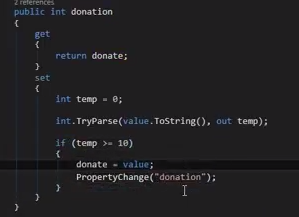 2 references
public int donation
{
get
{
return donate;
}
set
{
int temp = 0;
int.TryParse(value.ToString(), out temp);
if (temp >= 10)
{
donate = value;
PropertyChange("donation");
}
}
}